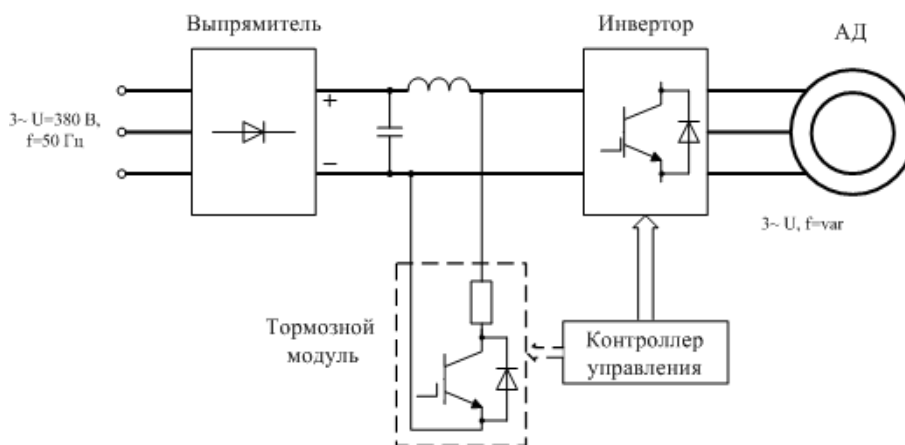 Выпрямитель
Инвертор
АД
3~ U=380 В,
f=50 Гц
+
−
3~ U, f=var
Тормозной
модуль
Контроллер
управления